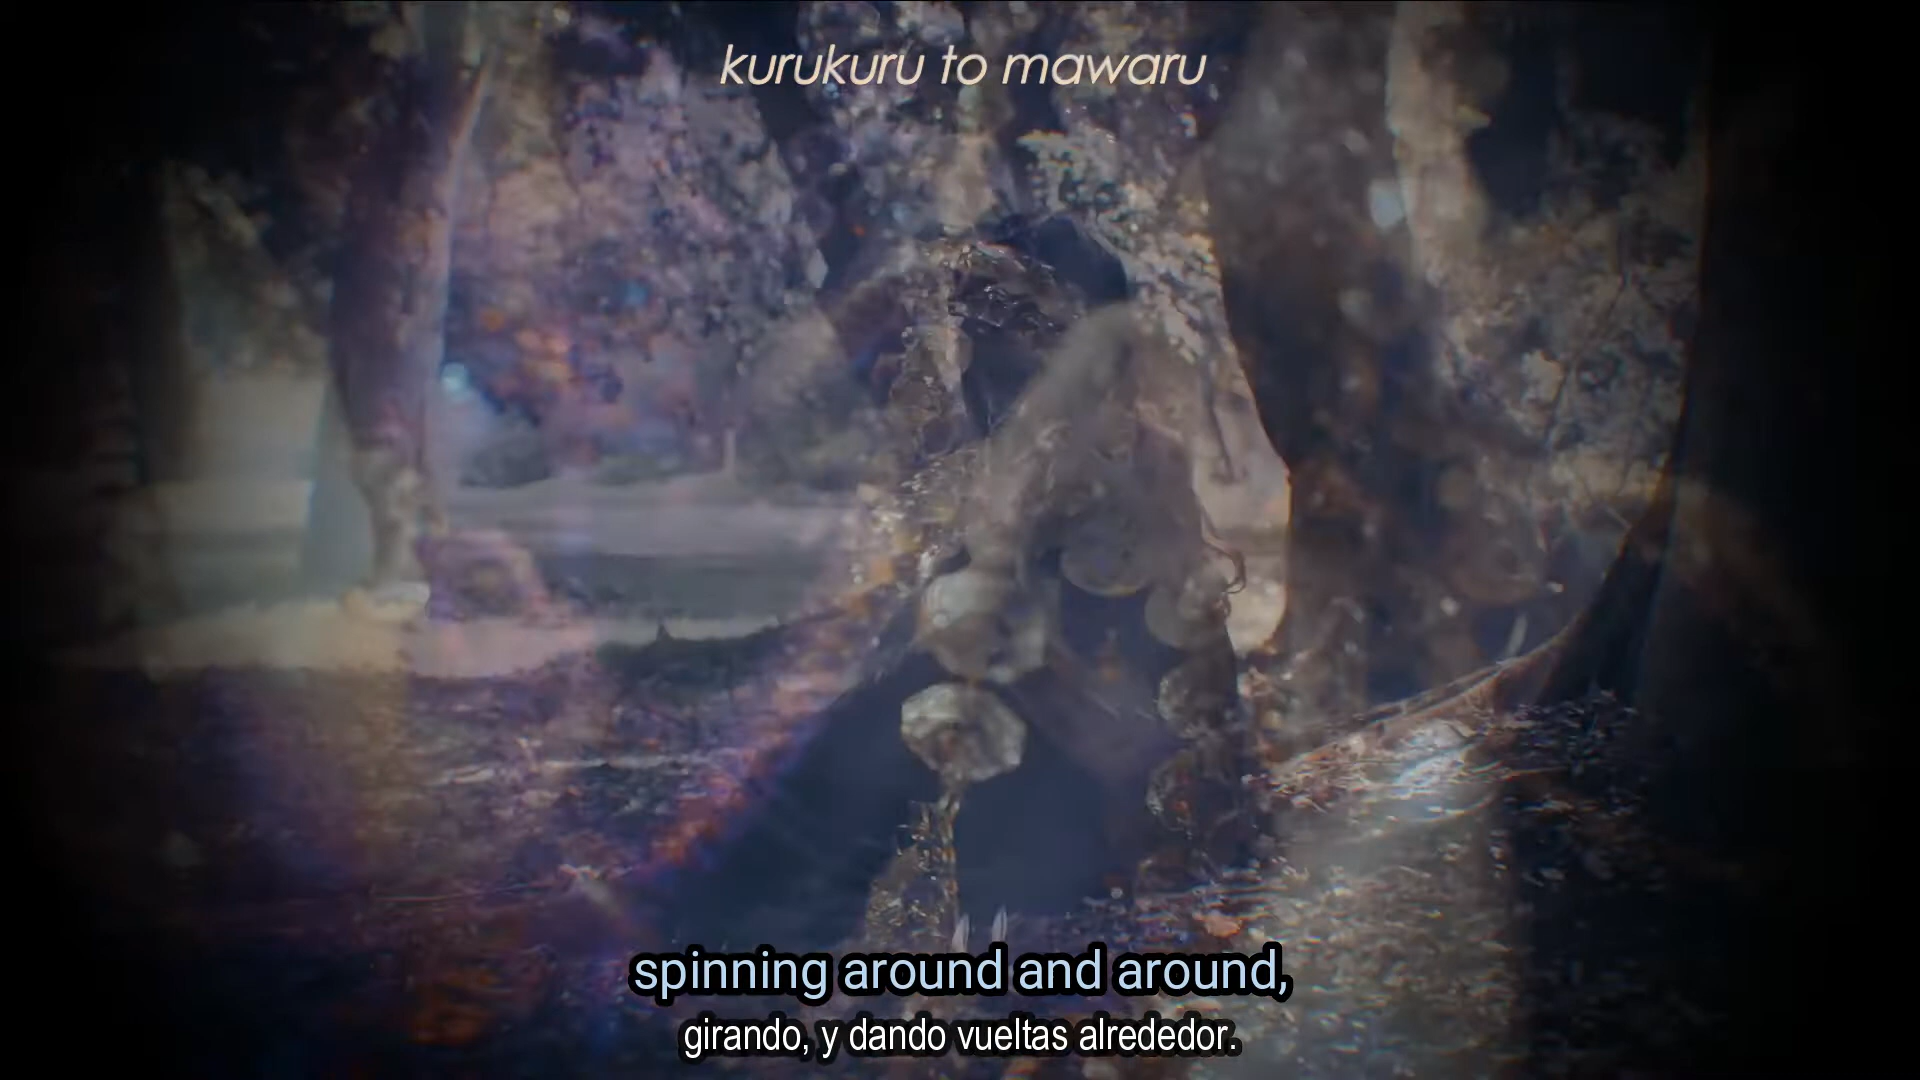 kurukuru to mawaru
spinning around and around,
girando, y dando vueltas alrededor.